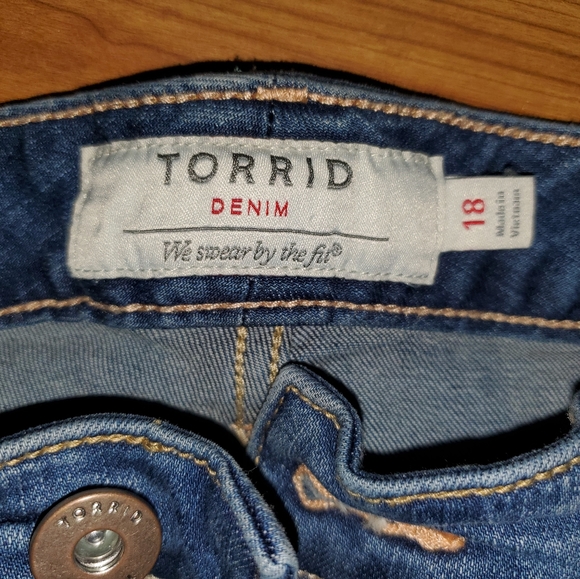 TORRID
DENIM
We swear by the fit®
18
Made in
Vietnam
TORRID